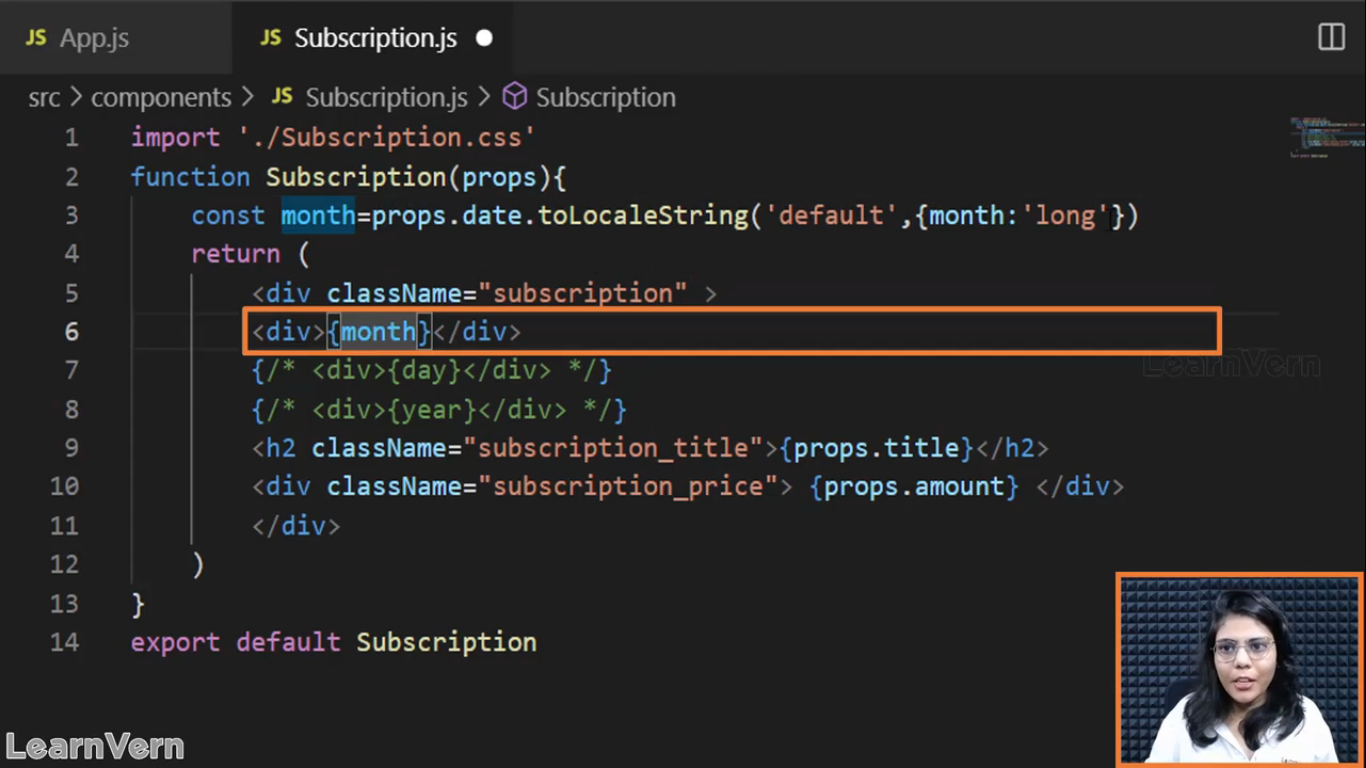 JS App.js
JS Subscription.js
src > components > JS Subscription.js > Subscription
1 import './Subscription.css'
2 function Subscription(props){
3 const month=props.date.toLocaleString('default',{month:'long'})
4 return (
5 <div className="subscription" >
6 <div>{month}</div>
LearnVern
7 {/* <div>{day}</div> */}
8 {/* <div>{year}</div> */}
9 <h2 className="subscription_title">{props.title}</h2>
10 <div className="subscription_price"> {props.amount} </div>
11 </div>
12 )
13 }
14 export default Subscription
LearnVern